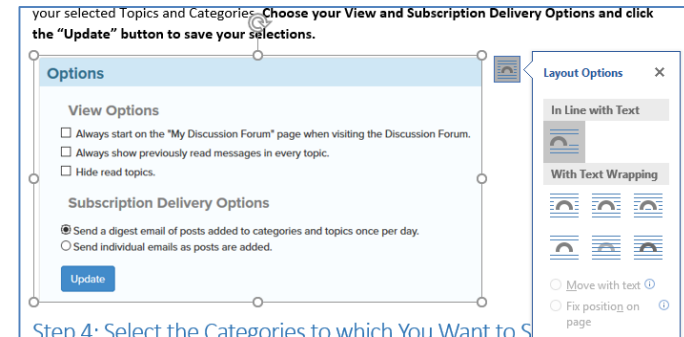 your selected Topics and Categories. Choose your View and Subscription Delivery Options and click
the “Update” button to save your selections.
Options
View Options
Always start on the "My Discussion Forum" page when visiting the Discussion Forum.
Always show previously read messages in every topic.
Hide read topics.
Subscription Delivery Options
Send a digest email of posts added to categories and topics once per day.
Send individual emails as posts are added.
Update
Step 4: Select the Categories to which You Want to S
Layout Options
In Line with Text
With Text Wrapping
Move with text
Fix position on
page